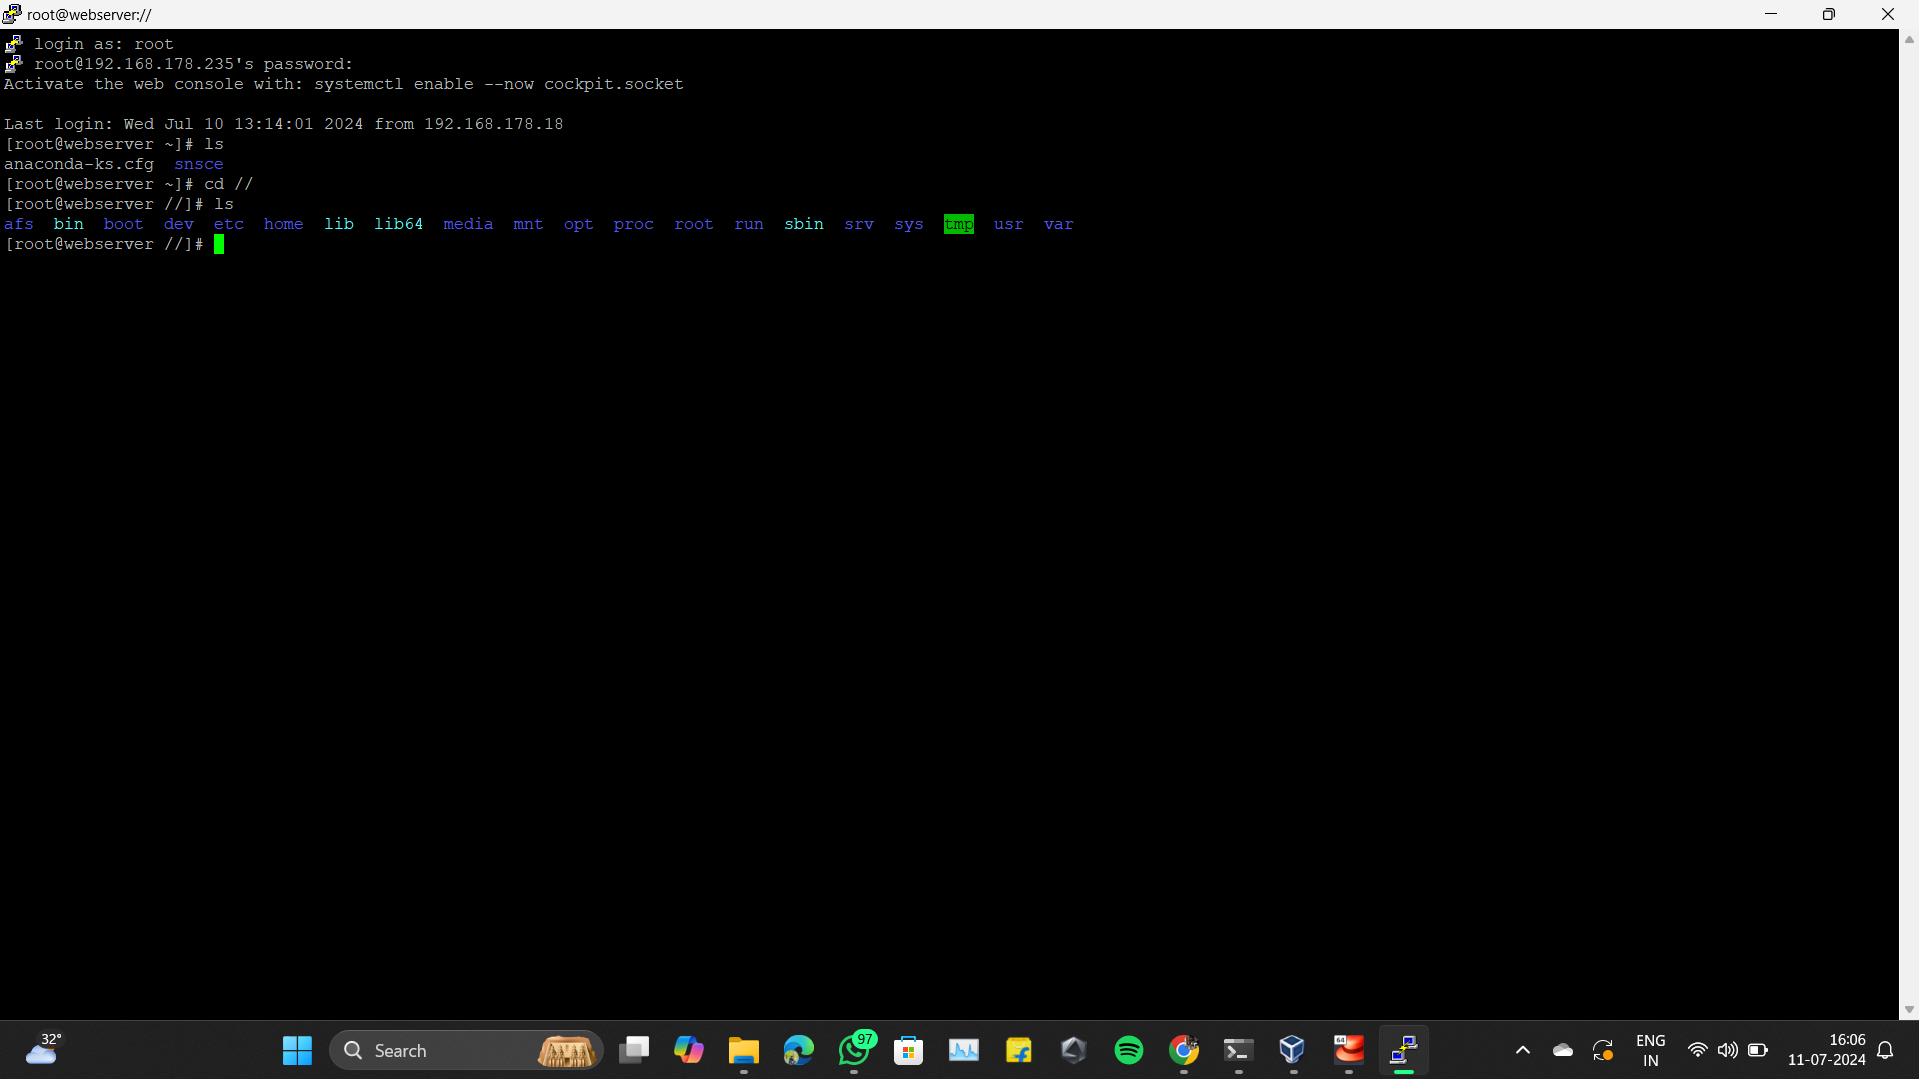 root@webserver://
login as: root
root@192.168.178.235's password:
Activate the web console with: systemctl enable --now cockpit.socket
Last login: Wed Jul 10 13:14:01 2024 from 192.168.178.18
[root@webserver ~]# ls
anaconda-ks.cfg  snsce
[root@webserver ~]# cd //
[root@webserver //]# ls
afs  bin  boot  dev  etc  home  lib  lib64  media  mnt  opt  proc  root  run  sbin  srv  sys  tmp  usr  var
[root@webserver //]#
32°
Search
97
64
ENG
IN
16:06
11-07-2024